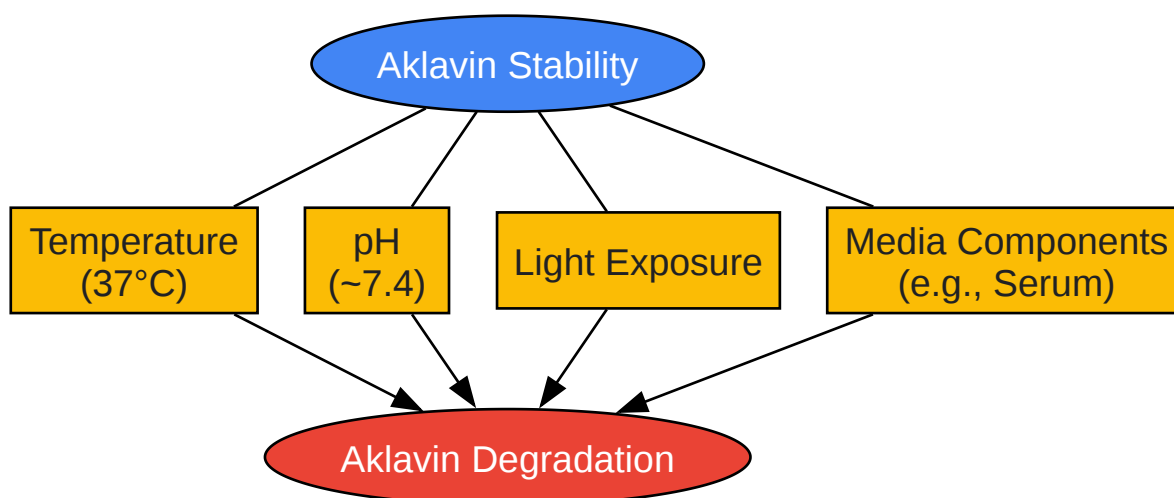 Aklavin Stability
Temperature
(37°C)
pH
(~7.4)
Light Exposure
Media Components
(e.g., Serum)
Aklavin Degradation